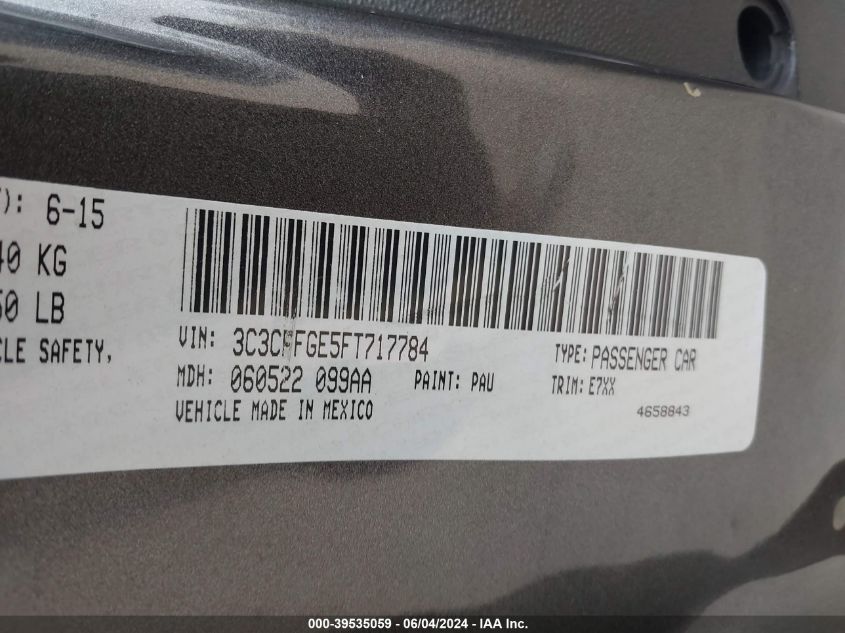 ): 6-15
40 KG
50 LB
CLE SAFETY,
VIN: 3C3CFFGE5FT717784
TYPE: PASSENGER CAR
MDH: 060522 099AA
PAINT: PAU
TRIM: E7XX
VEHICLE MADE IN MEXICO
4658843
000-39535059 - 06/04/2024 - IAA Inc.